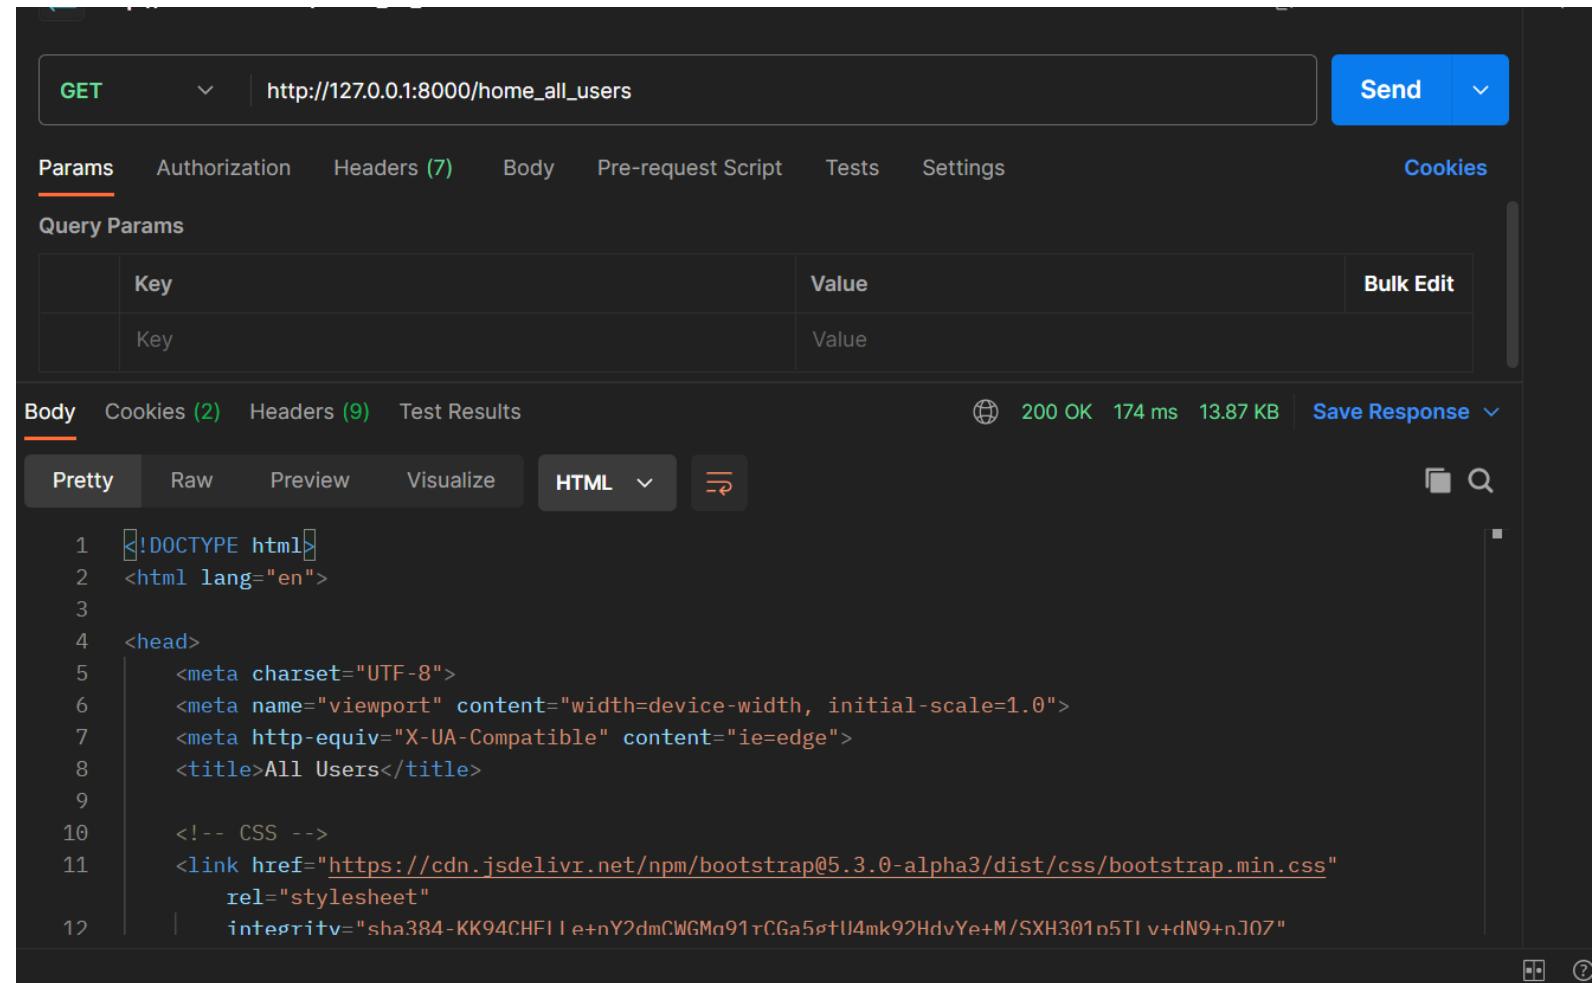 GET http://127.0.0.1:8000/home_all_users Send
Params Authorization Headers (7) Body Pre-request Script Tests Settings Cookies
Query Params
Key Value Bulk Edit
Key Value
Body Cookies (2) Headers (9) Test Results 200 OK 174 ms 13.87 KB Save Response
Pretty Raw Preview Visualize HTML
1 <!DOCTYPE html>
2 <html lang="en">
3
4 <head>
5 <meta charset="UTF-8">
6 <meta name="viewport" content="width=device-width, initial-scale=1.0">
7 <meta http-equiv="X-UA-Compatible" content="ie=edge">
8 <title>All Users</title>
9
10 <!-- CSS -->
11 <link href="https://cdn.jsdelivr.net/npm/bootstrap@5.3.0-alpha3/dist/css/bootstrap.min.css"
rel="stylesheet"
12 integrity=